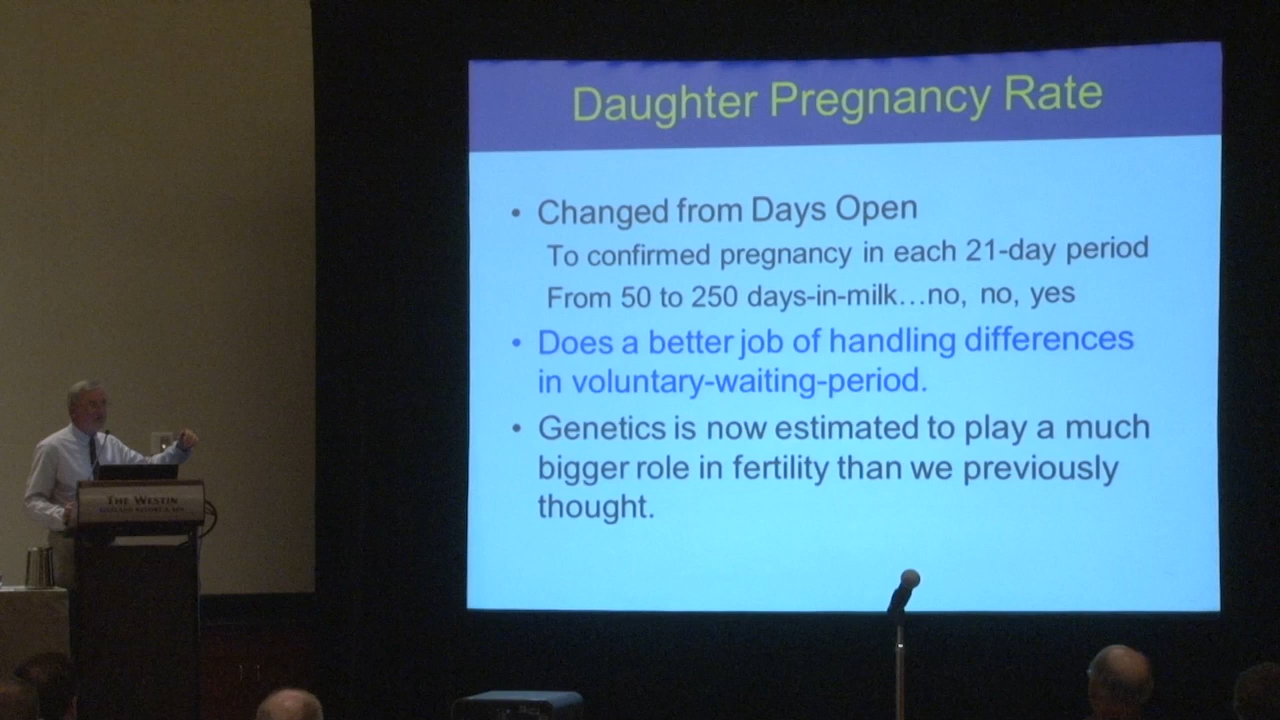 Daughter Pregnancy Rate
• Changed from Days Open
To confirmed pregnancy in each 21-day period
From 50 to 250 days-in-milk…no, no, yes
• Does a better job of handling differences
in voluntary-waiting-period.
• Genetics is now estimated to play a much
bigger role in fertility than we previously
thought.
THE WESTIN